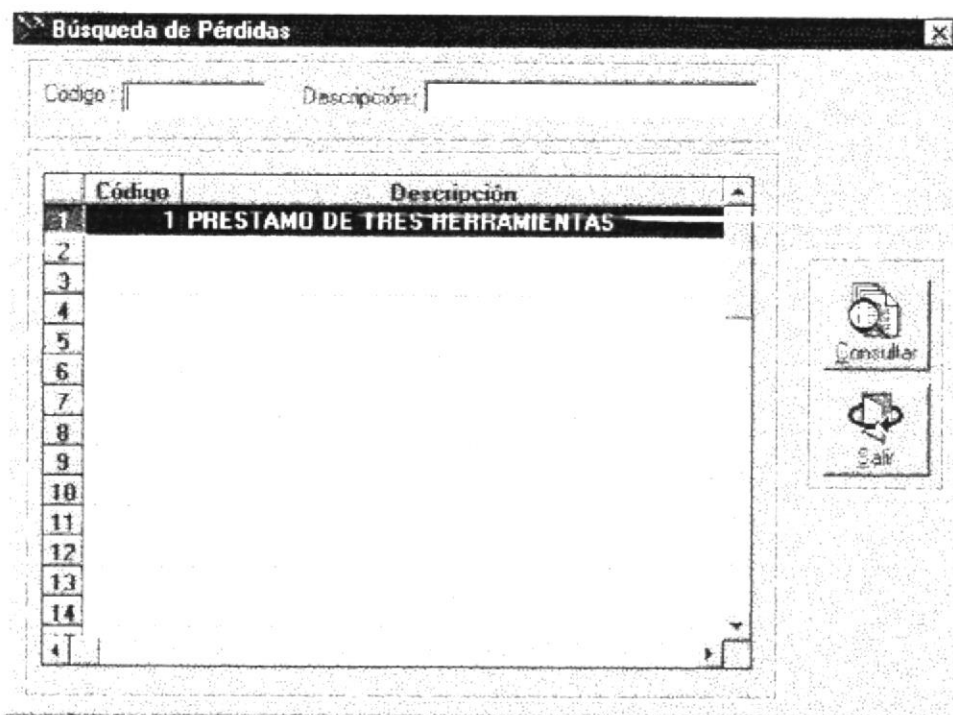 Búsqueda de Pérdidas
Codigo: Descripción:
Código Descripción
1 1 PRESTAMO DE TRES HERRAMIENTAS
2
3
4
5
6
7
8
9
10
11
12
13
14
Consultar
Salir